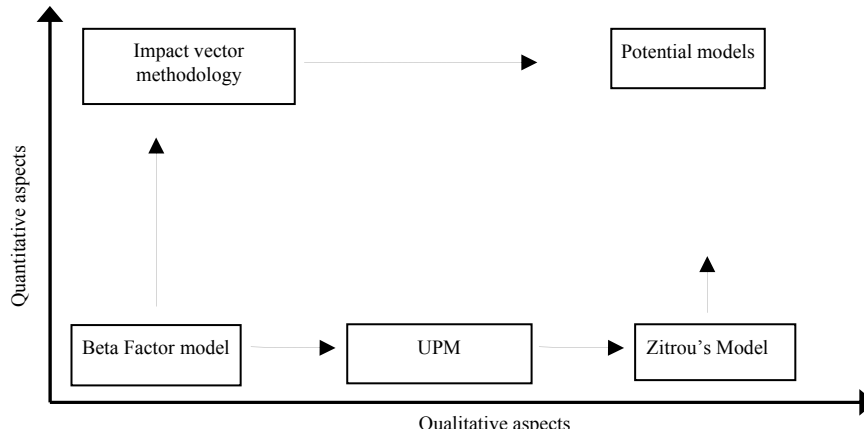 Impact vector
methodology
Potential models
Quantitative aspects
Beta Factor model
UPM
Zitrou's Model
Qualitative aspects